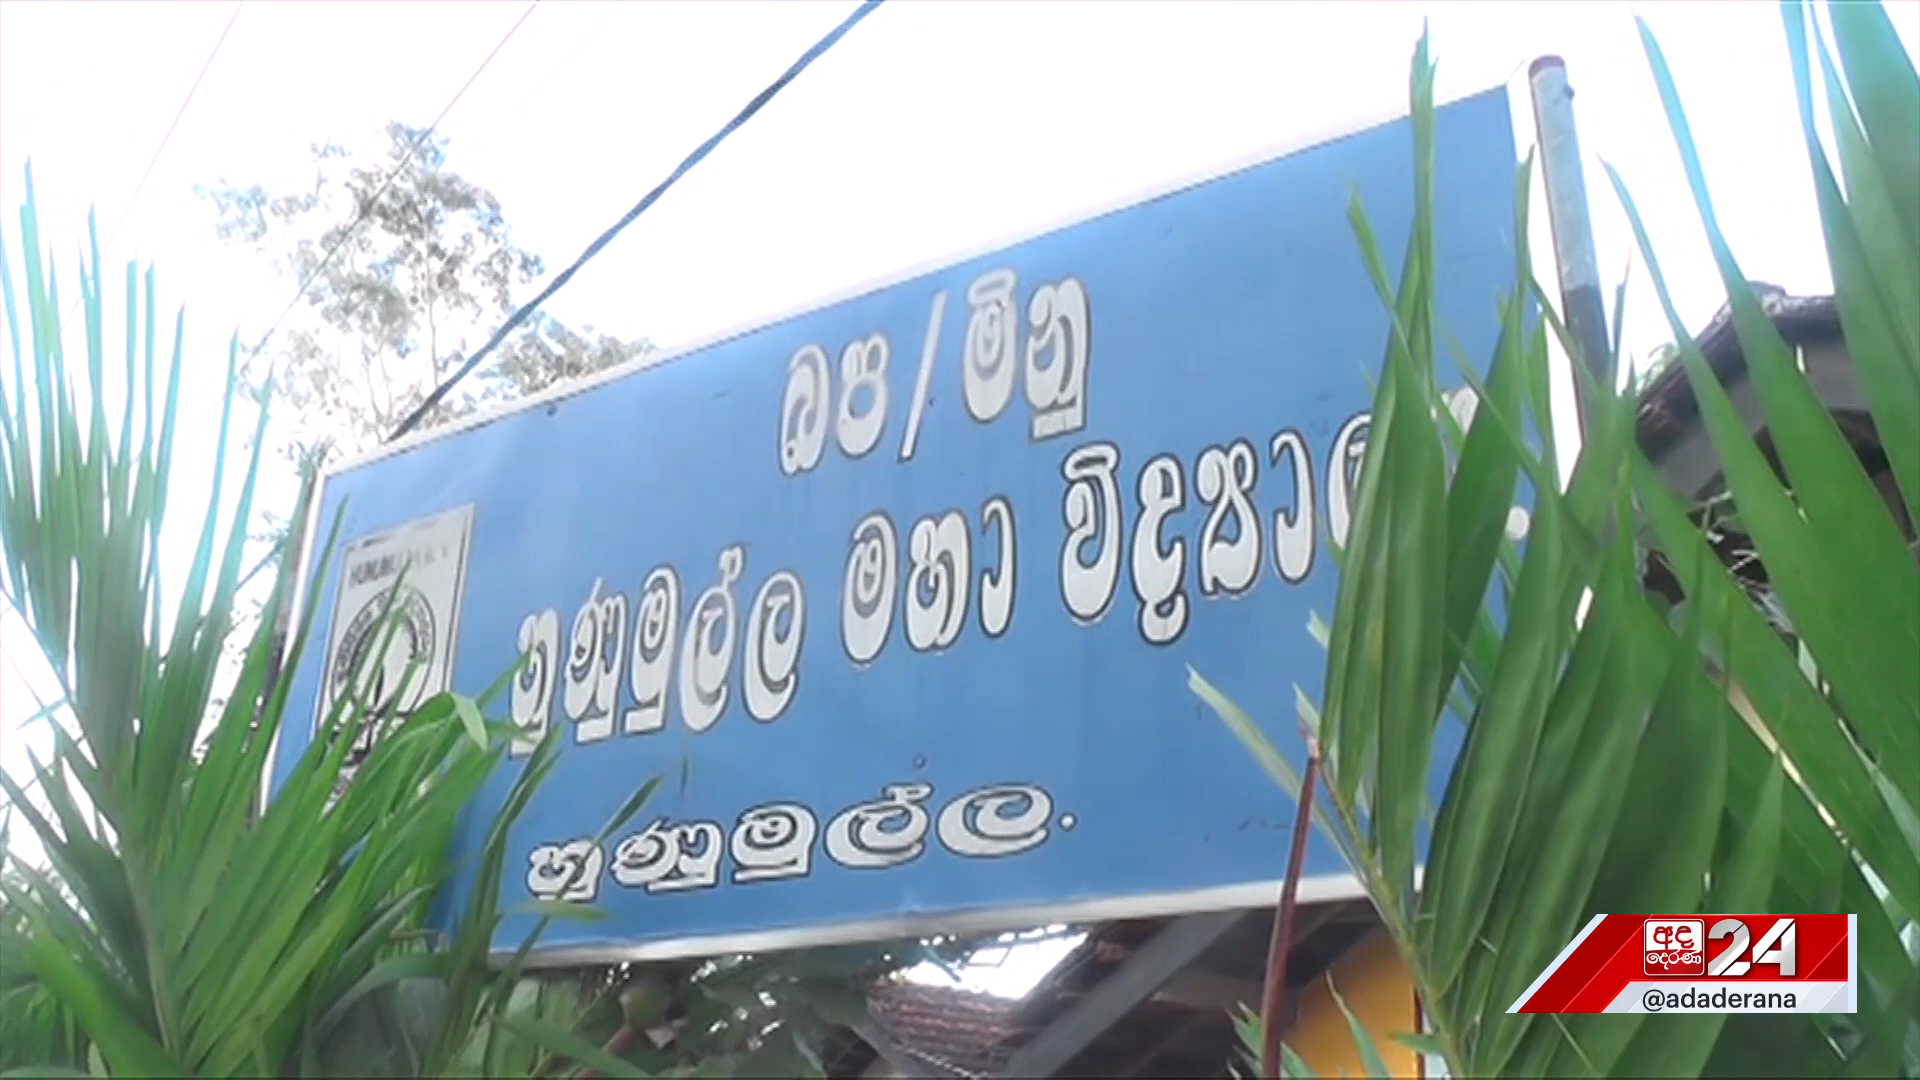 බප/මිනු
හුණුමුල්ල මහා විද්‍යාල
හුණුමුල්ල.
අද දෙරණ 24
@adaderana